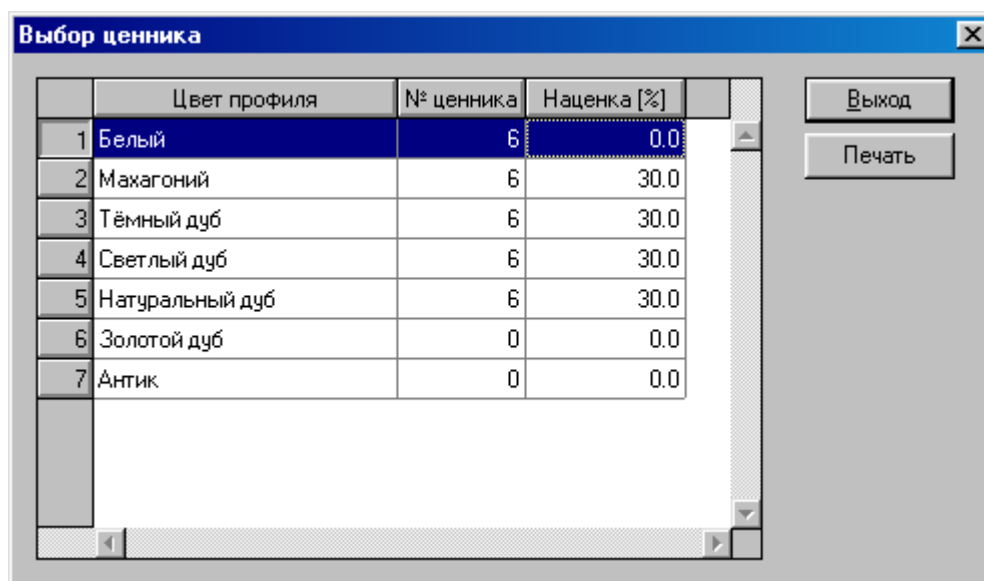 Выбор ценника
Цвет профиля № ценника Наценка [%]
Выход
1 Белый 6 0.0
Печать
2 Махагоний 6 30.0
3 Тёмный дуб 6 30.0
4 Светлый дуб 6 30.0
5 Натуральный дуб 6 30.0
6 Золотой дуб 0 0.0
7 Антик 0 0.0